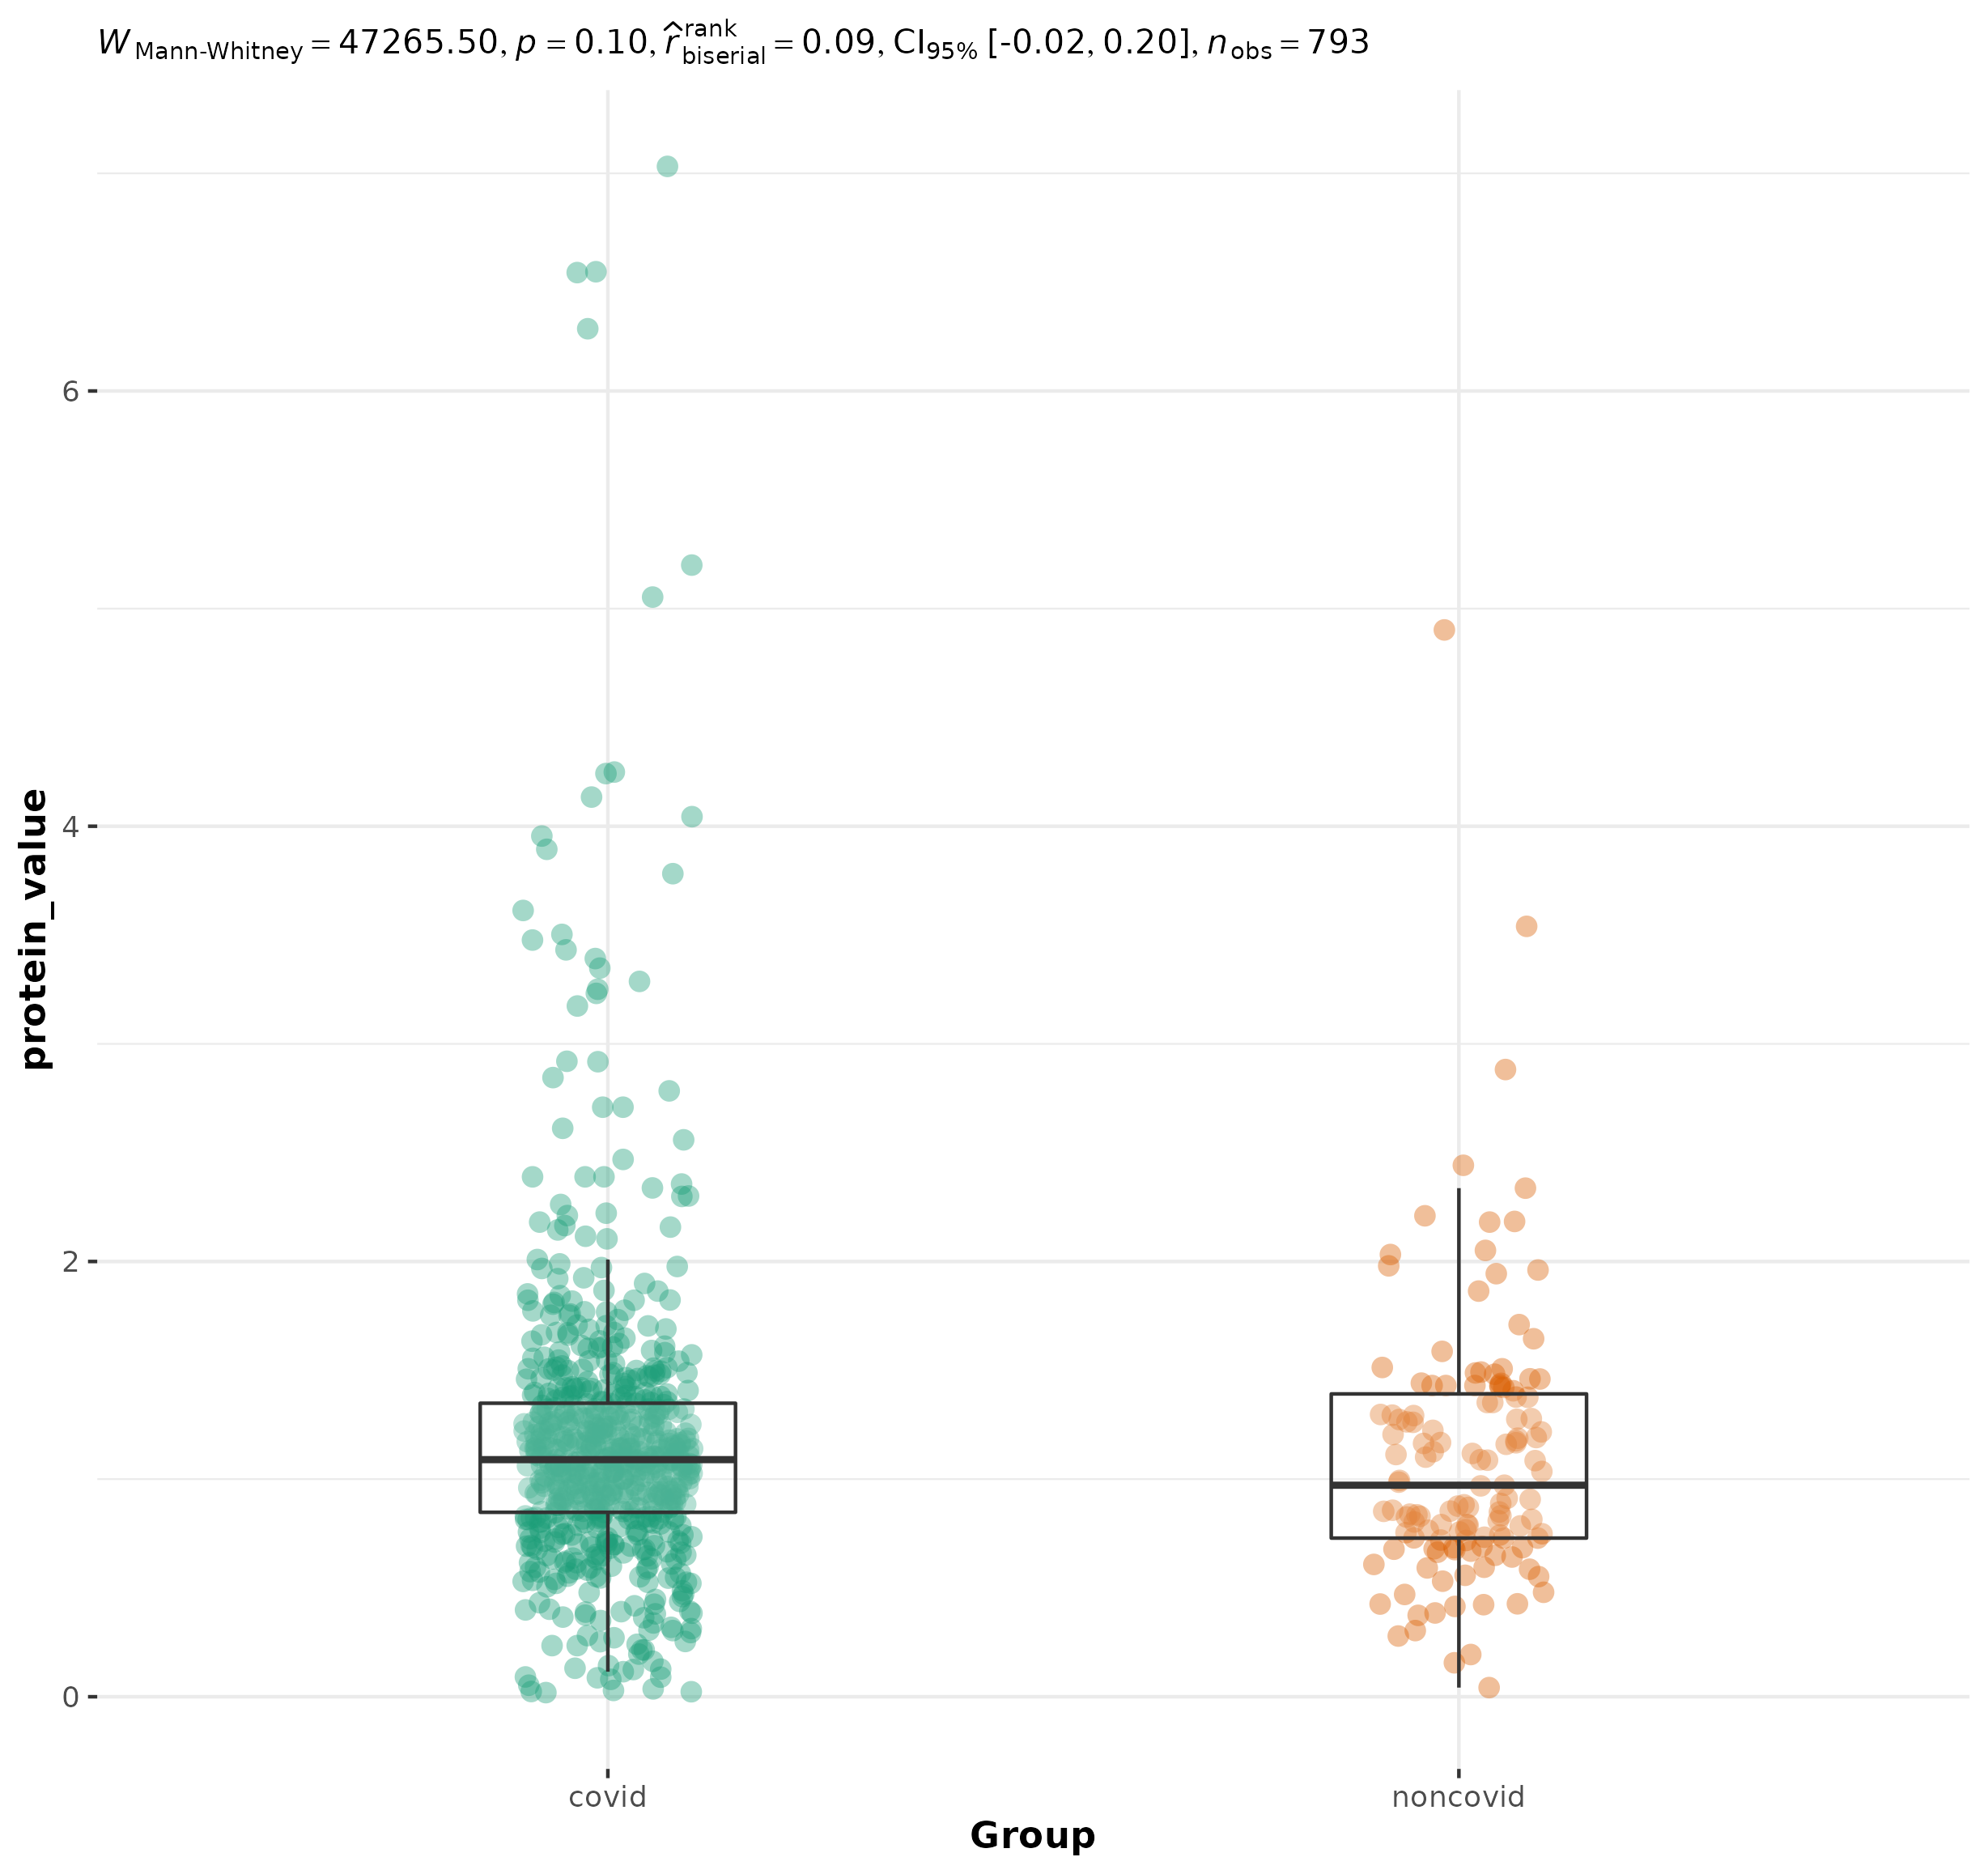 W Mann-Whitney = 47265.50, p = 0.10, r̂ rank biserial = 0.09, CI95% [-0.02, 0.20], n obs = 793
protein_value
6
4
2
0
covid noncovid
Group